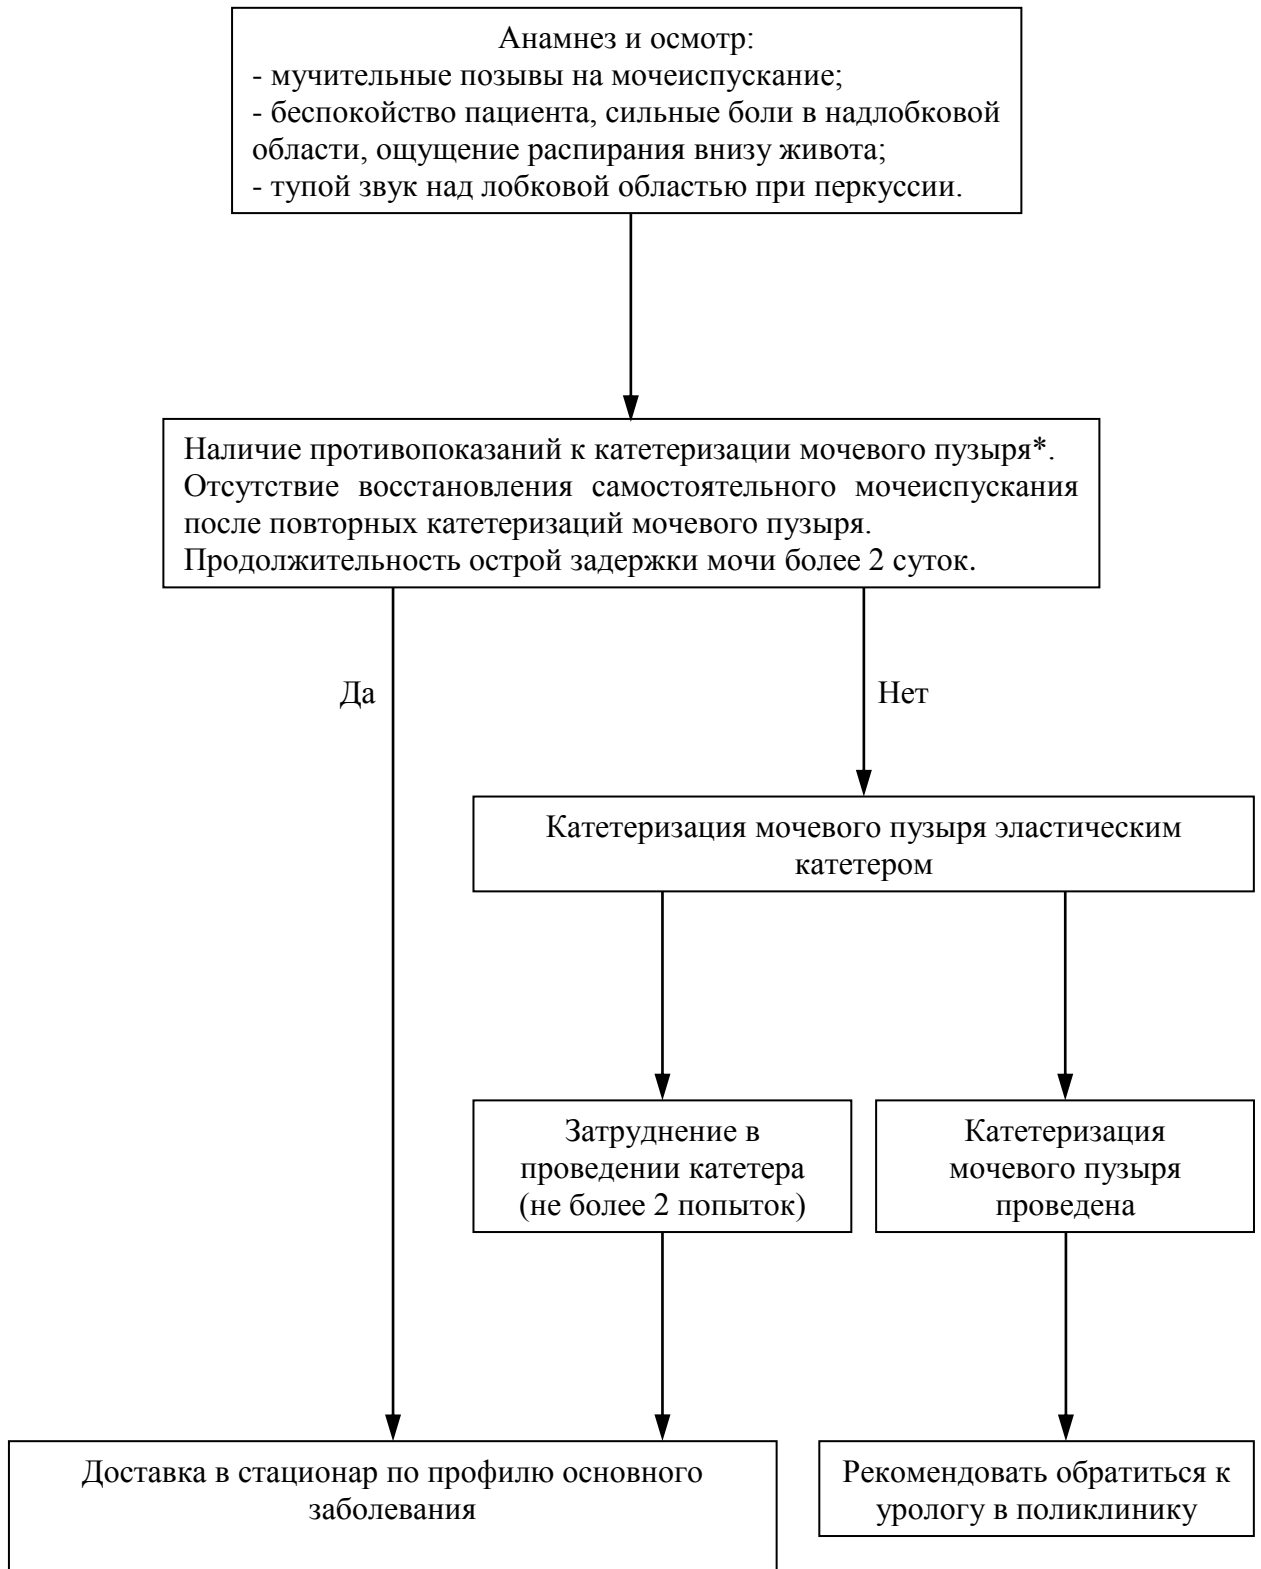 Анамнез и осмотр:
- мучительные позывы на мочеиспускание;
- беспокойство пациента, сильные боли в надлобковой
области, ощущение распирания внизу живота;
- тупой звук над лобковой областью при перкуссии.
Наличие противопоказаний к катетеризации мочевого пузыря*.
Отсутствие восстановления самостоятельного мочеиспускания
после повторных катетеризаций мочевого пузыря.
Продолжительность острой задержки мочи более 2 суток.
Да
Нет
Катетеризация мочевого пузыря эластическим
катетером
Затруднение в
проведении катетера
(не более 2 попыток)
Катетеризация
мочевого пузыря
проведена
Доставка в стационар по профилю основного
заболевания
Рекомендовать обратиться к
урологу в поликлинику